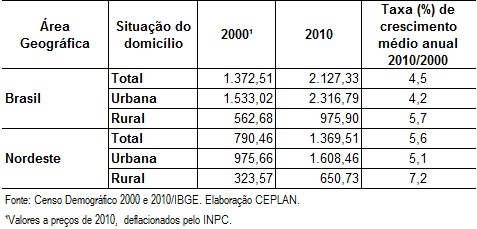 Área Geográfica Situação do domicílio 2000¹ 2010 Taxa (%) de crescimento médio anual 2010/2000
Brasil
Total 1.372,51 2.127,33 4,5
Urbana 1.533,02 2.316,79 4,2
Rural 562,68 975,90 5,7
Nordeste
Total 790,46 1.369,51 5,6
Urbana 975,66 1.608,46 5,1
Rural 323,57 650,73 7,2
Fonte: Censo Demográfico 2000 e 2010/IBGE. Elaboração CEPLAN.
¹Valores a preços de 2010, deflacionados pelo INPC.